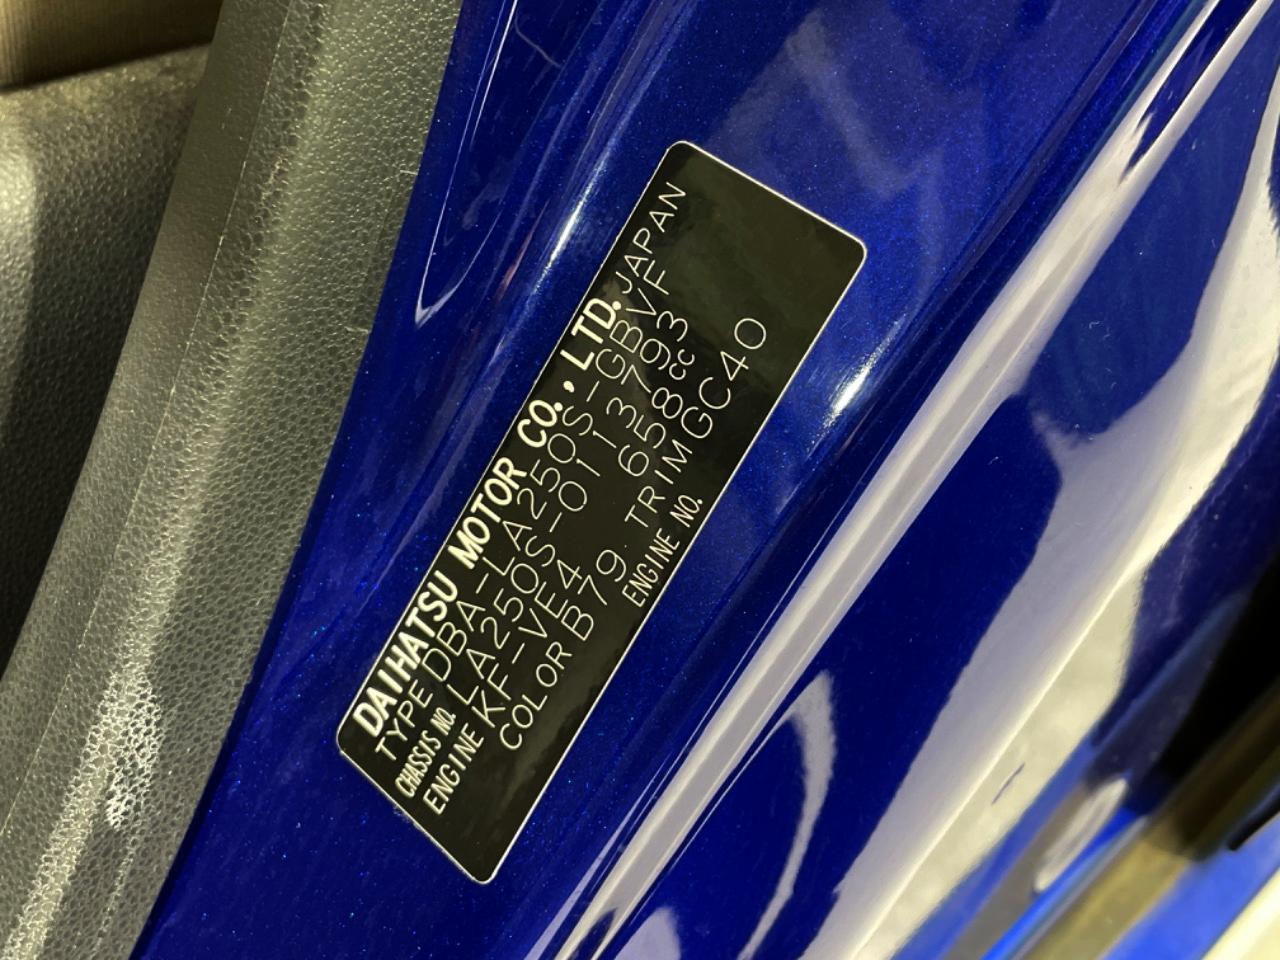 DAIHATSU MOTOR CO., LTD. JAPAN
TYPE DBA-LA250S-GBVF
CHASSIS NO. LA250S-0113793
ENGINE KF-VE4 658cc
COLOR B79 TRIM GC40
ENGINE NO.